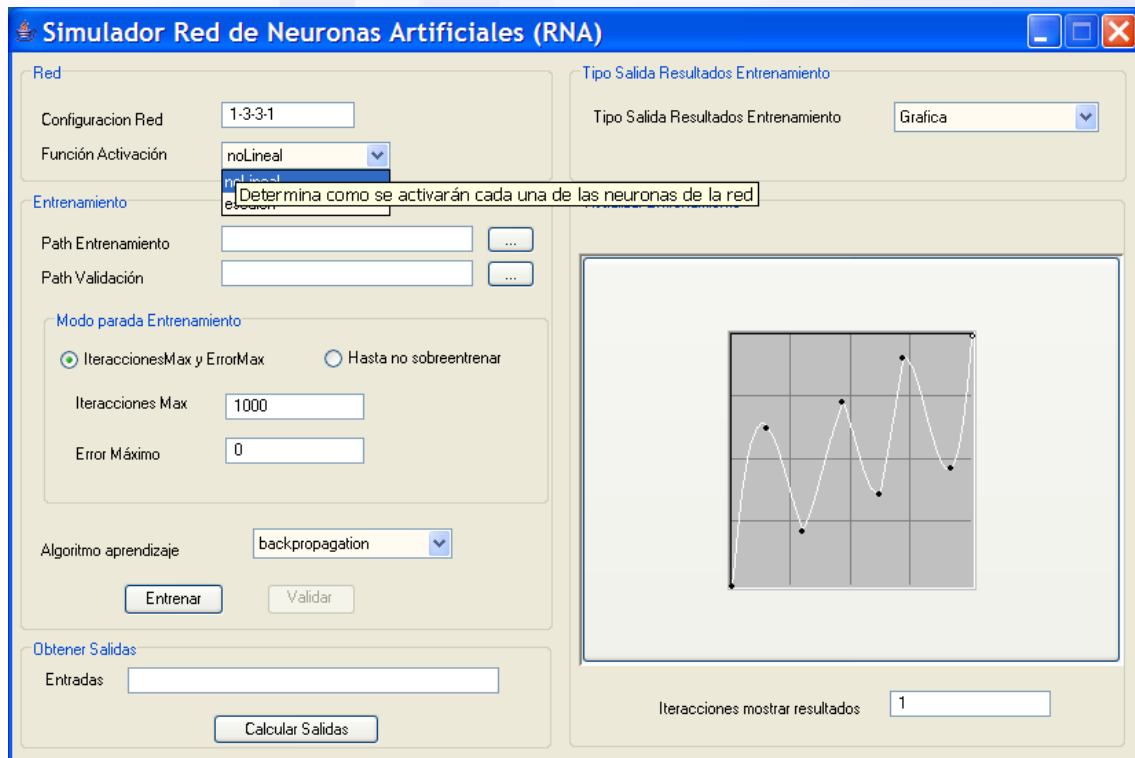 Simulador Red de Neuronas Artificiales (RNA)
Red
Configuracion Red
1-3-3-1
Función Activación
noLineal
noLineal
Determina como se activarán cada una de las neuronas de la red
Entrenamiento
Path Entrenamiento
...
Path Validación
...
Modo parada Entrenamiento
IteraccionesMax y ErrorMax
Hasta no sobreentrenar
Iteracciones Max
1000
Error Máximo
0
Algoritmo aprendizaje
backpropagation
Entrenar
Validar
Obtener Salidas
Entradas
Calcular Salidas
Tipo Salida Resultados Entrenamiento
Tipo Salida Resultados Entrenamiento
Grafica
Iteracciones mostrar resultados
1